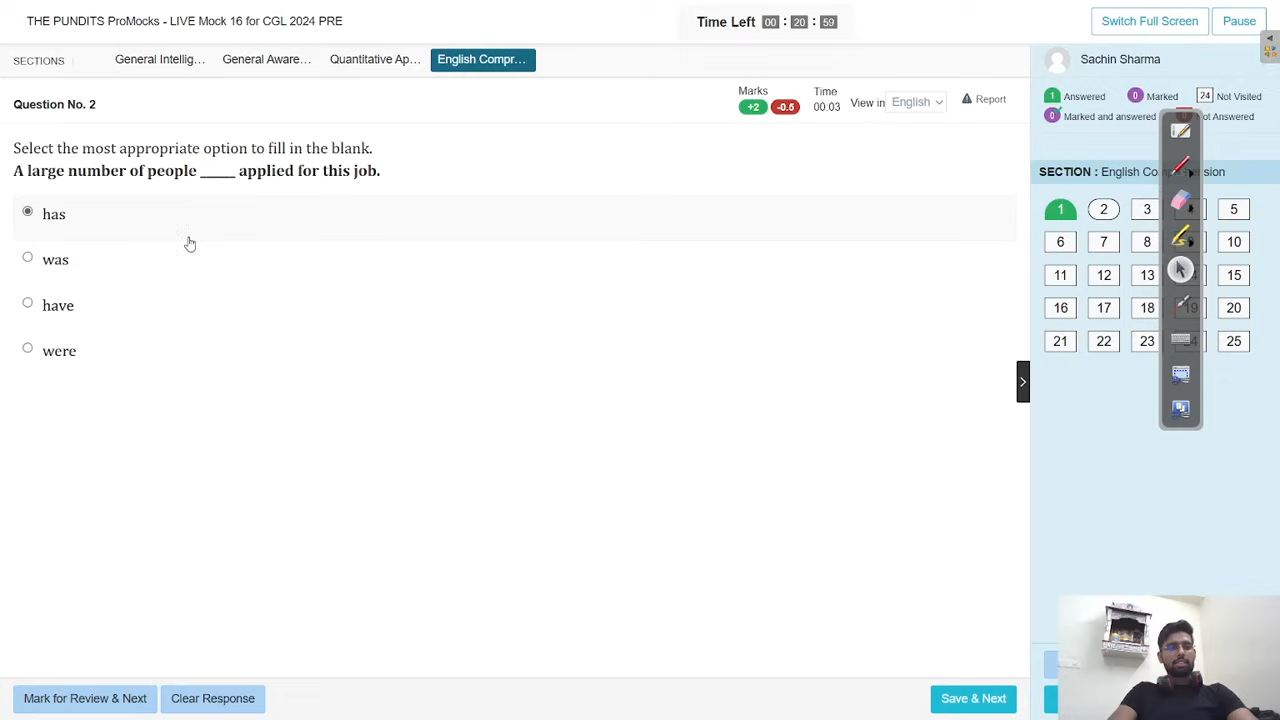 THE PUNDITS ProMocks - LIVE Mock 16 for CGL 2024 PRE
Time Left 00 : 20 : 59
Switch Full Screen
Pause
SECTIONS
General Intellig...
General Aware...
Quantitative Ap...
English Compr...
Sachin Sharma
Question No. 2
Marks
+2 -0.5
Time
00:03
View in English
Report
1 Answered
0 Marked
24 Not Visited
0 Marked and answered
Not Answered
Select the most appropriate option to fill in the blank.
A large number of people _____ applied for this job.
has
was
have
were
SECTION : English Comprehension
1 2 3 5
6 7 8 10
11 12 13 15
16 17 18 19 20
21 22 23 24 25
Mark for Review & Next
Clear Response
Save & Next